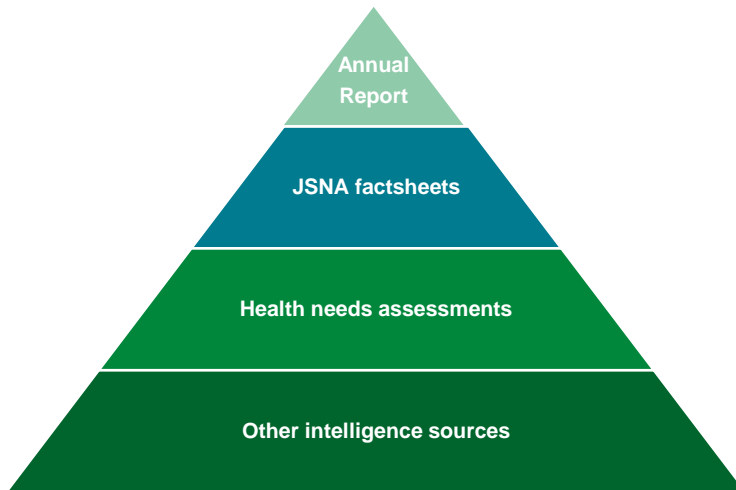 Annual
Report
JSNA factsheets
Health needs assessments
Other intelligence sources